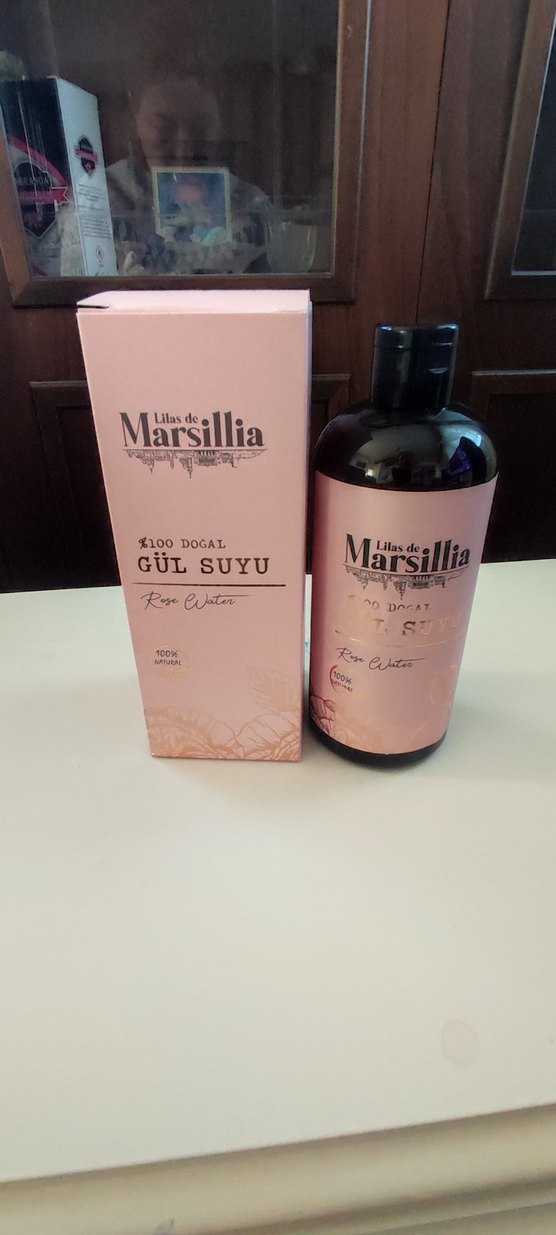 Lilas de
Marsillia
%100 DOĞAL
GÜL SUYU
Rose Water
100%
NATURAL
Lilas de
Marsillia
%100 DOĞAL
GÜL SUYU
Rose Water
100%
NATURAL